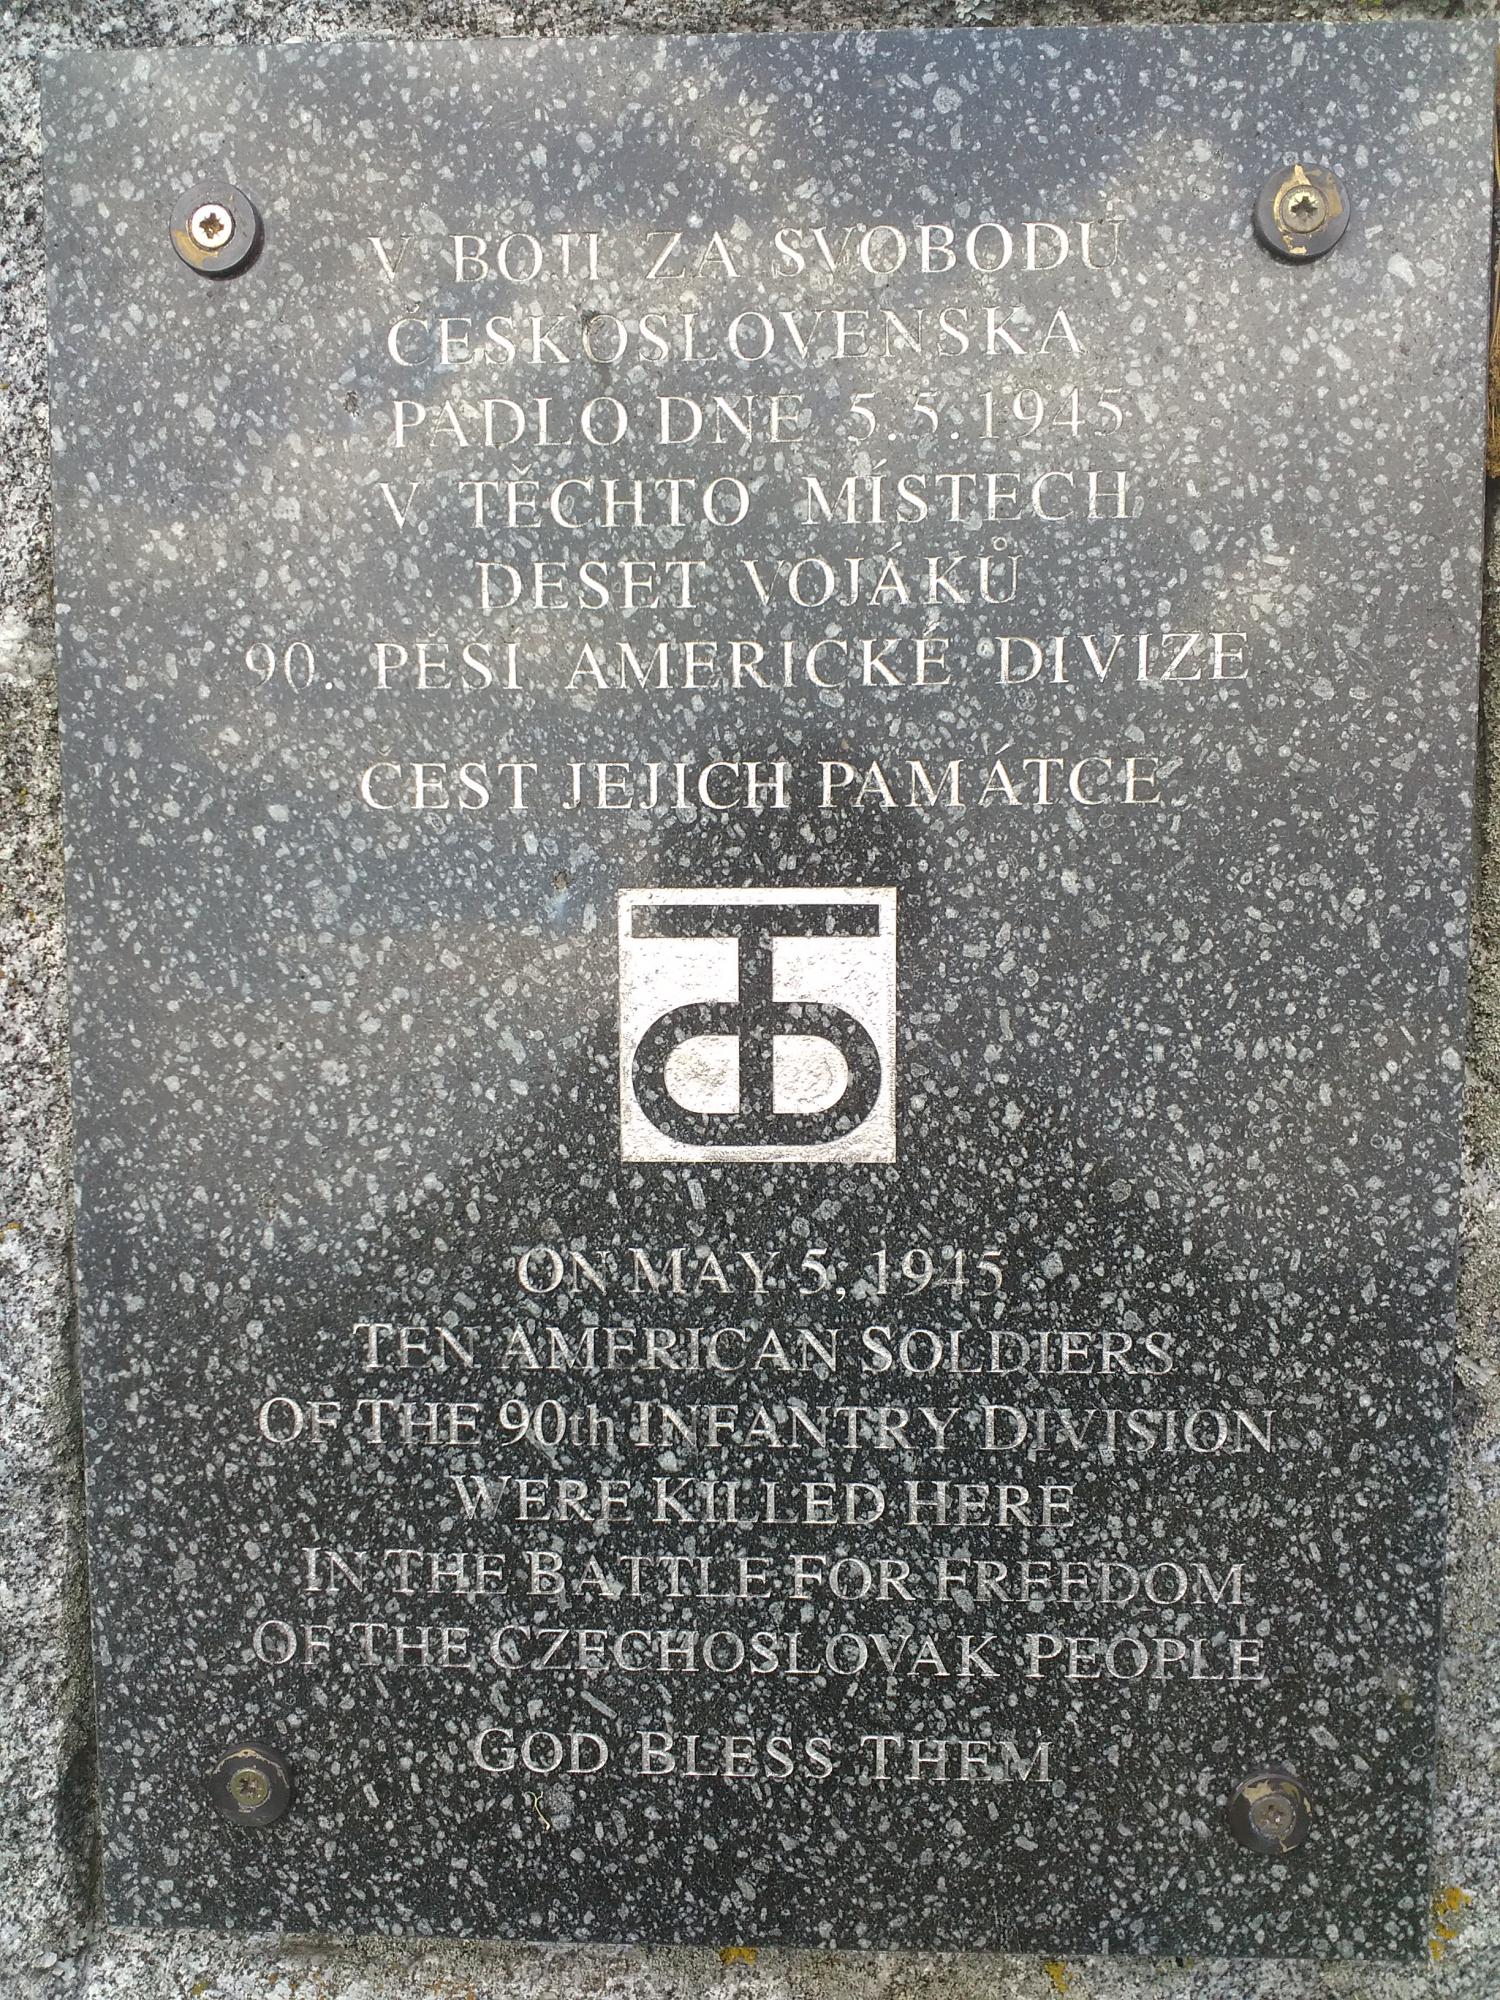 V BOJI ZA SVOBODU
ČESKOSLOVENSKA
PADLO DNE 5.5.1945
V TĚCHTO MÍSTECH
DESET VOJÁKŮ
90. PĚŠÍ AMERICKÉ DIVIZE
ČEST JEJICH PAMÁTCE
TO
ON MAY 5, 1945
TEN AMERICAN SOLDIERS
OF THE 90th INFANTRY DIVISION
WERE KILLED HERE
IN THE BATTLE FOR FREEDOM
OF THE CZECHOSLOVAK PEOPLE
GOD BLESS THEM